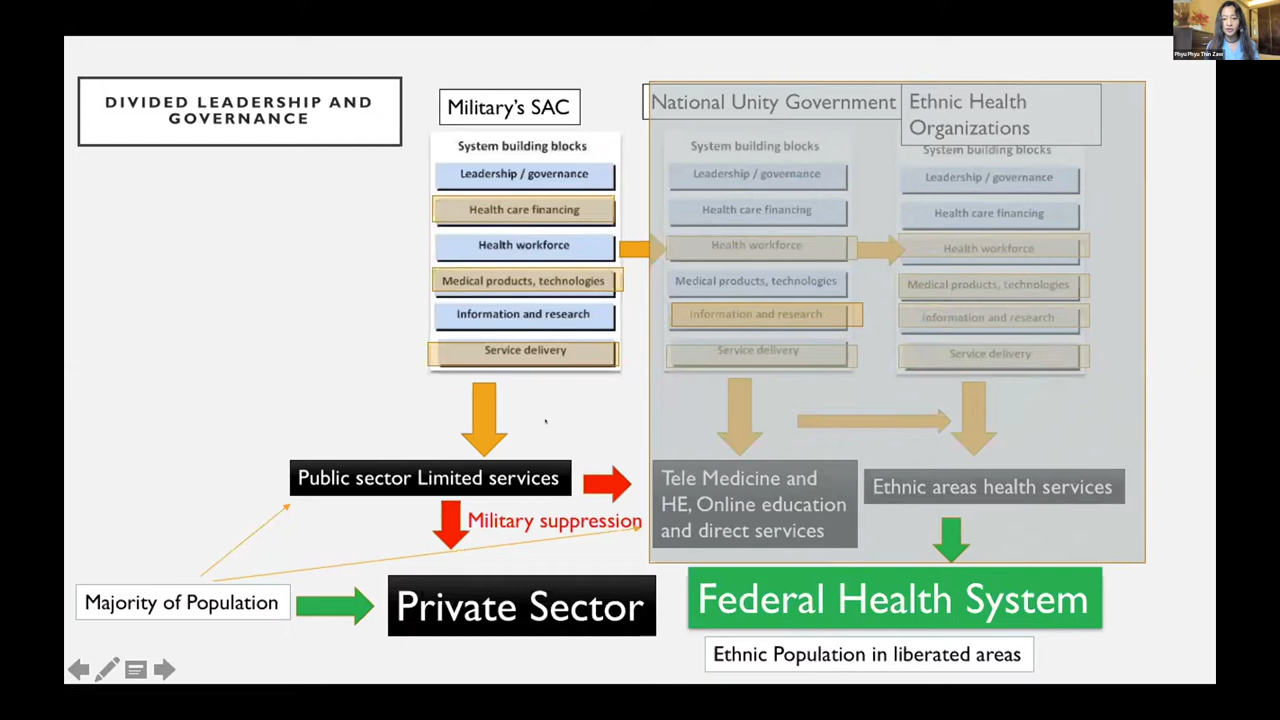 Phyu Phyu Thin Zaw
DIVIDED LEADERSHIP AND
GOVERNANCE
Military's SAC
System building blocks
Leadership / governance
Health care financing
Health workforce
Medical products, technologies
Information and research
Service delivery
National Unity Government
System building blocks
Leadership / governance
Health care financing
Health workforce
Medical products, technologies
Information and research
Service delivery
Ethnic Health
Organizations
System building blocks
Leadership / governance
Health care financing
Health workforce
Medical products, technologies
Information and research
Service delivery
Public sector Limited services
Military suppression
Tele Medicine and
HE, Online education
and direct services
Ethnic areas health services
Majority of Population
Private Sector
Federal Health System
Ethnic Population in liberated areas